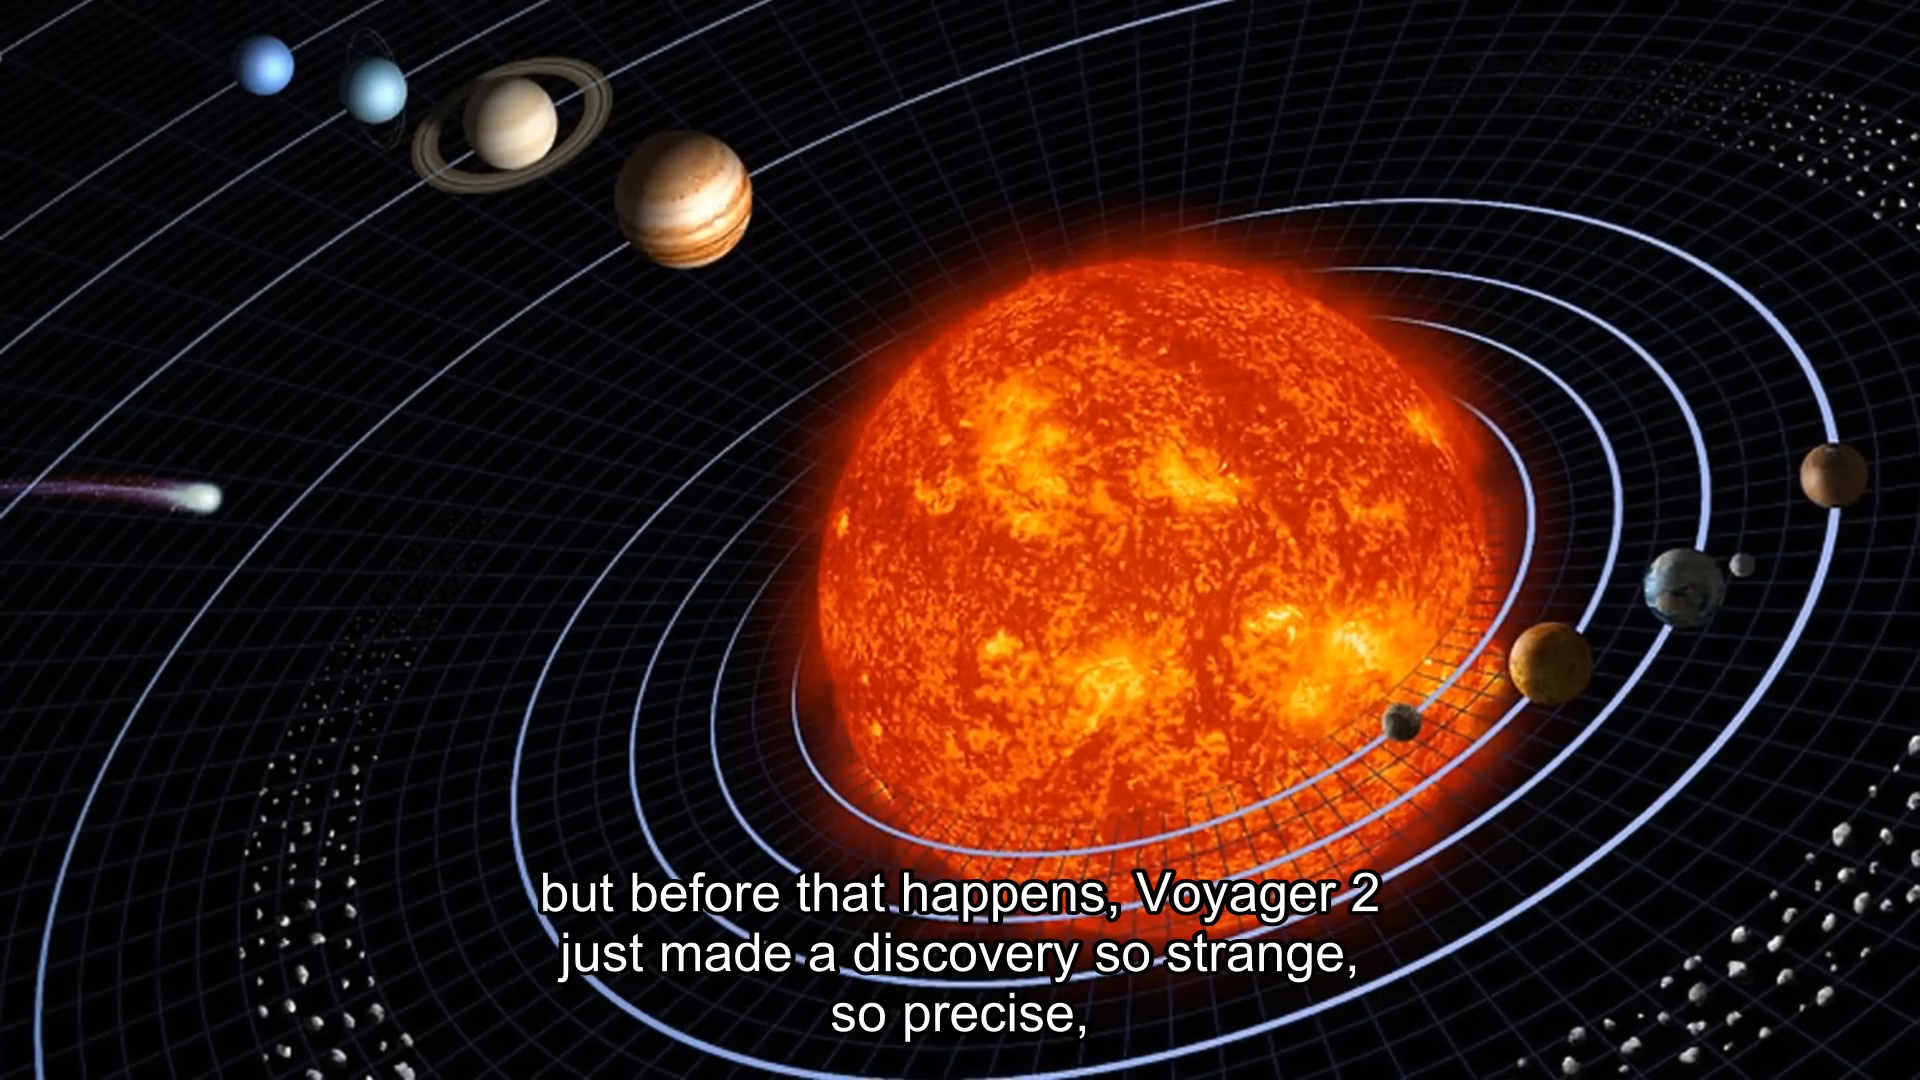 but before that happens, Voyager 2
just made a discovery so strange,
so precise,